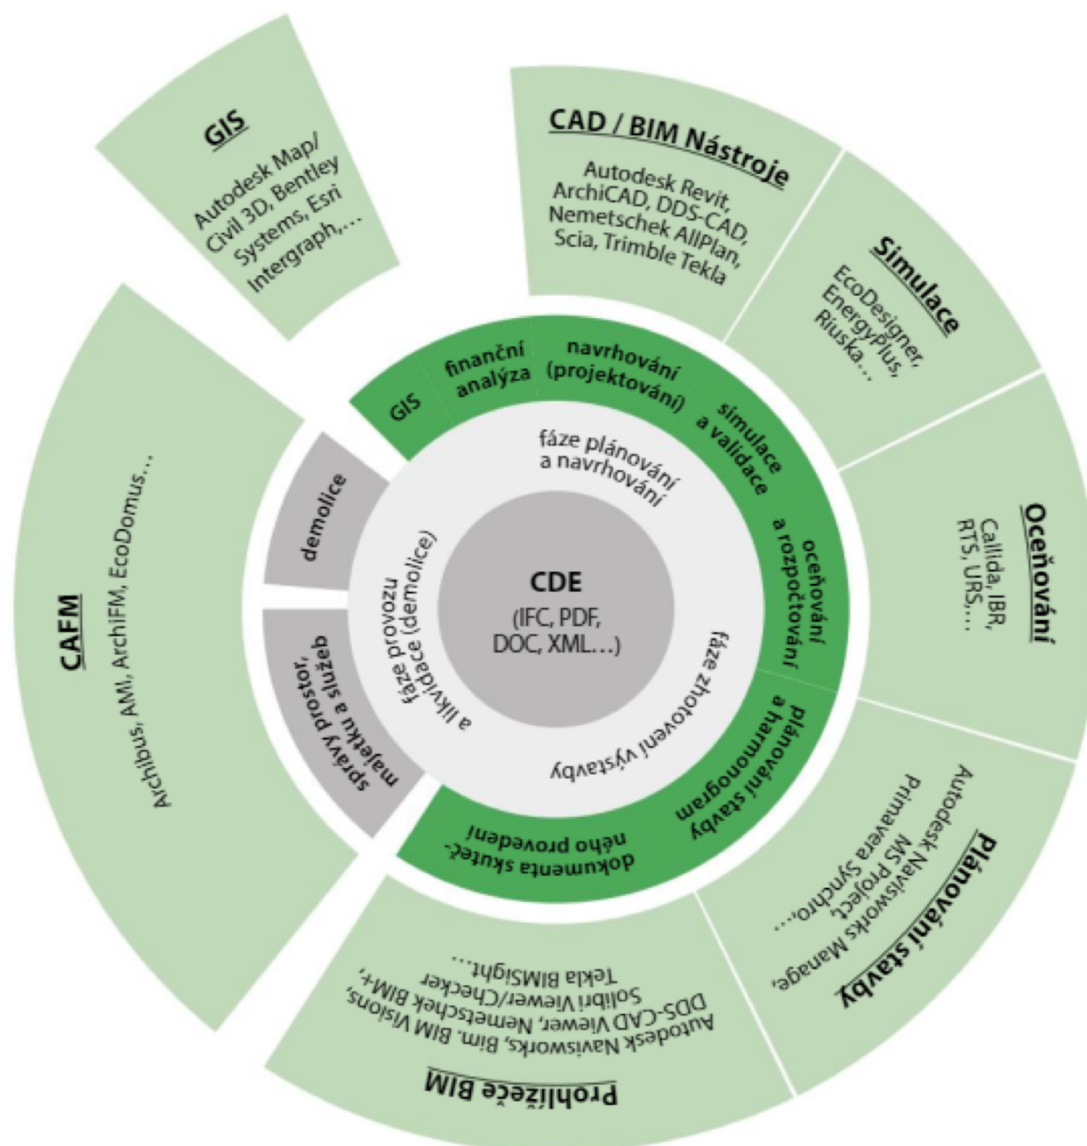 GIS
Autodesk Map/
Civil 3D, Bentley
Systems, Esri
Intergraph,…
CAD / BIM Nástroje
Autodesk Revit,
ArchiCAD, DDS-CAD,
Nemetschek AllPlan,
Scia, Trimble Tekla
Simulace
EcoDesigner,
EnergyPlus,
Riuska…
Oceňování
Callida, IBR,
RTS, URS,…
Plánování stavby
Autodesk Navisworks Manage,
MS Project,
Primavera Synchro,…
Prohlížeče BIM
Autodesk Navisworks, Bim. BIM Visions,
DDS-CAD Viewer, Nemetschek BIM+,
Solibri Viewer/Checker
Tekla BIMSight…
CAFM
Archibus, AMI, ArchiFM, EcoDomus…
GIS
finanční
analýza
navrhování
(projektování)
simulace
a validace
oceňování
a rozpočtování
plánování stavby
a harmonogram
dokumenta skuteč-
ného provedení
správy prostor,
majetku a služeb
demolice
fáze plánování
a navrhování
fáze zhotovení výstavby
fáze provozu
a likvidace (demolice)
CDE
(IFC, PDF,
DOC, XML…)